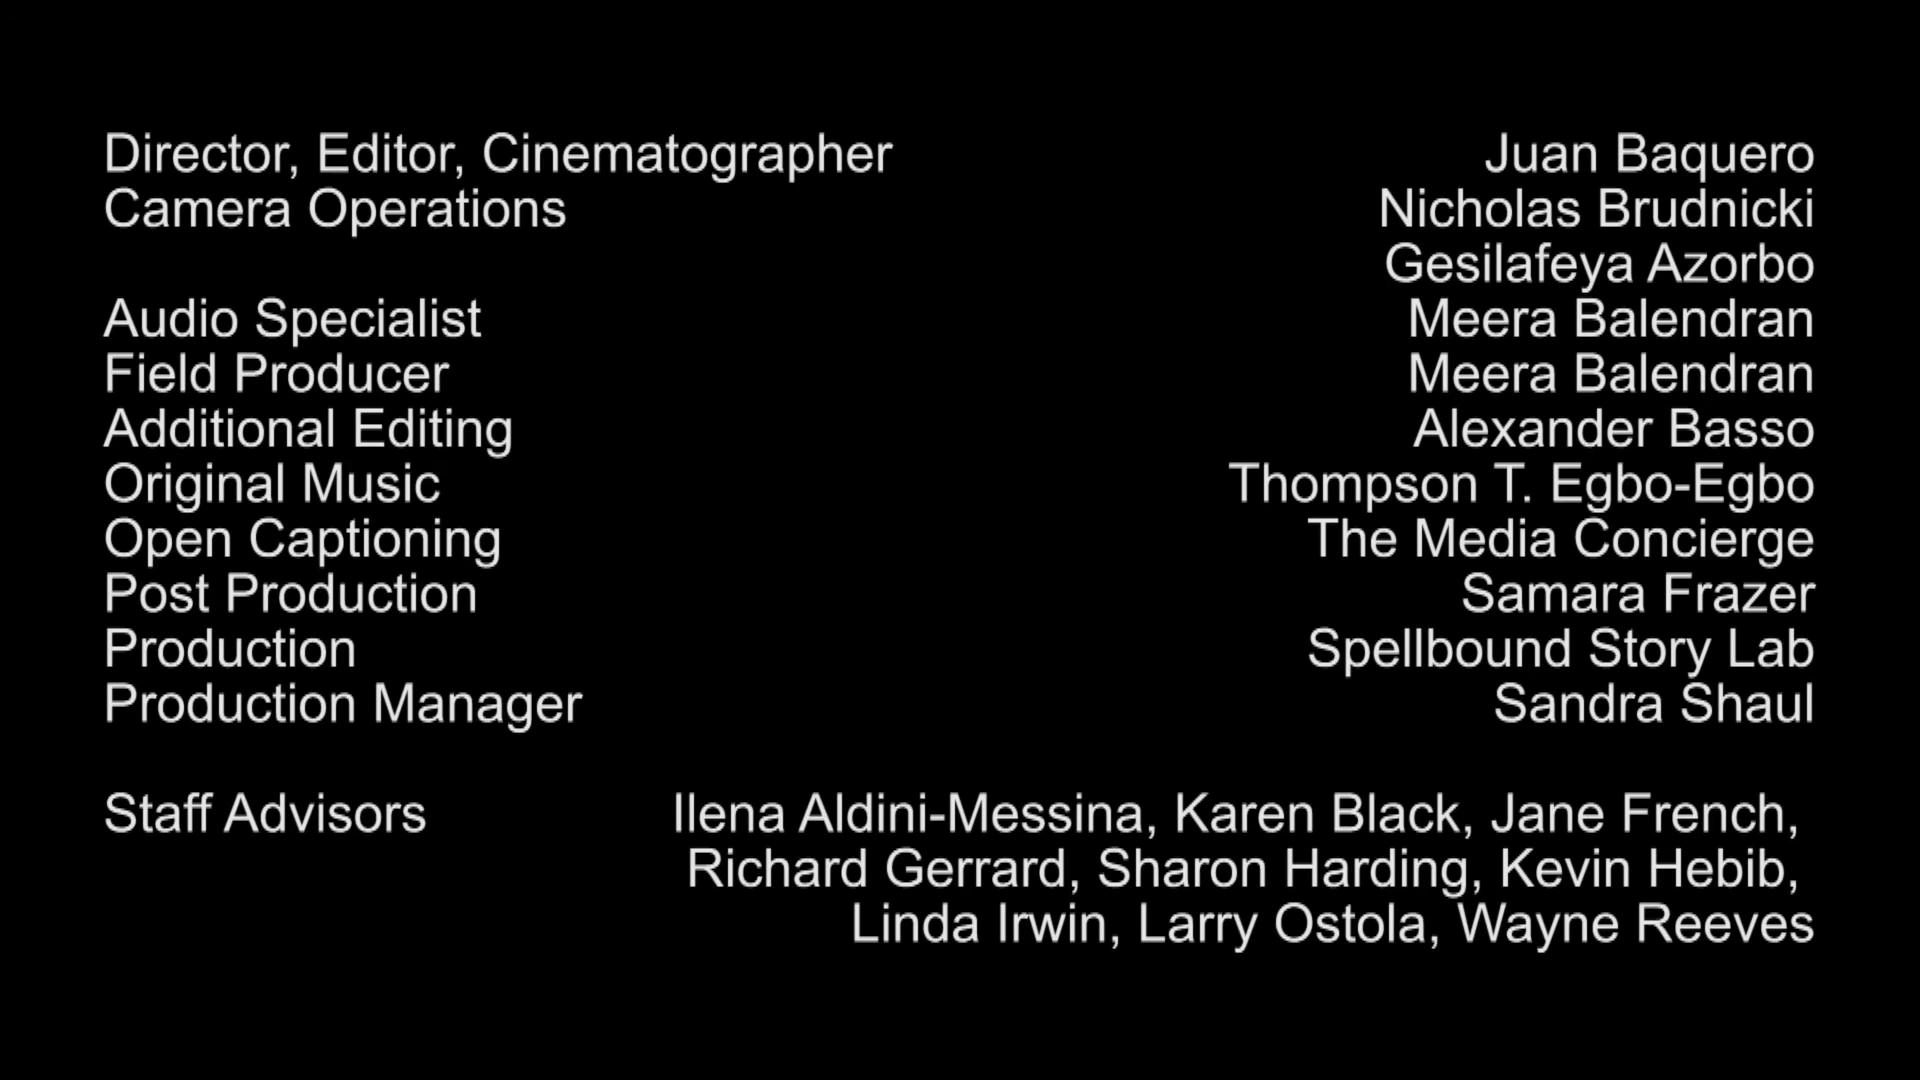 Director, Editor, Cinematographer Juan Baquero
Camera Operations Nicholas Brudnicki
Gesilafeya Azorbo
Audio Specialist Meera Balendran
Field Producer Meera Balendran
Additional Editing Alexander Basso
Original Music Thompson T. Egbo-Egbo
Open Captioning The Media Concierge
Post Production Samara Frazer
Production Spellbound Story Lab
Production Manager Sandra Shaul
Staff Advisors Ilena Aldini-Messina, Karen Black, Jane French,
Richard Gerrard, Sharon Harding, Kevin Hebib,
Linda Irwin, Larry Ostola, Wayne Reeves